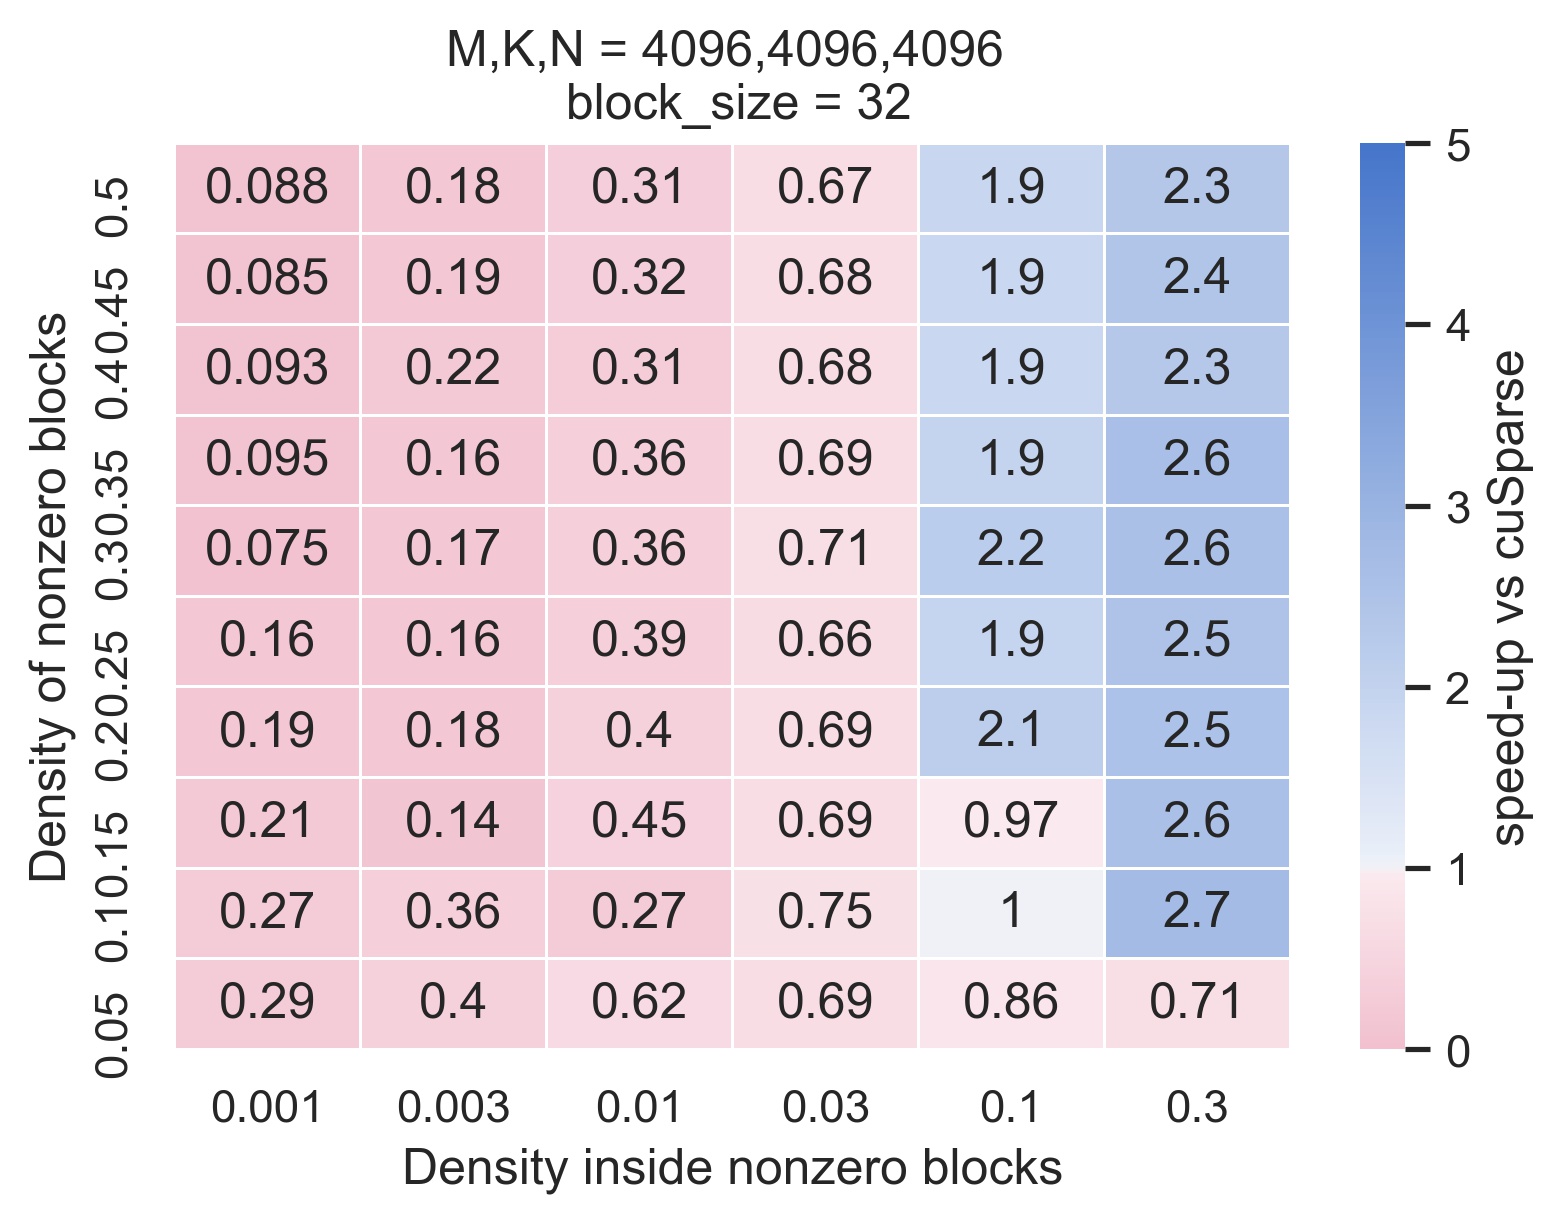 M,K,N = 4096,4096,4096
block_size = 32
Density of nonzero blocks
0.5
0.088 0.18 0.31 0.67 1.9 2.3
0.45
0.085 0.19 0.32 0.68 1.9 2.4
0.4
0.093 0.22 0.31 0.68 1.9 2.3
0.35
0.095 0.16 0.36 0.69 1.9 2.6
0.3
0.075 0.17 0.36 0.71 2.2 2.6
0.25
0.16 0.16 0.39 0.66 1.9 2.5
0.2
0.19 0.18 0.4 0.69 2.1 2.5
0.15
0.21 0.14 0.45 0.69 0.97 2.6
0.1
0.27 0.36 0.27 0.75 1 2.7
0.05
0.29 0.4 0.62 0.69 0.86 0.71
0.001 0.003 0.01 0.03 0.1 0.3
Density inside nonzero blocks
5
4
3
2
1
0
speed-up vs cuSparse